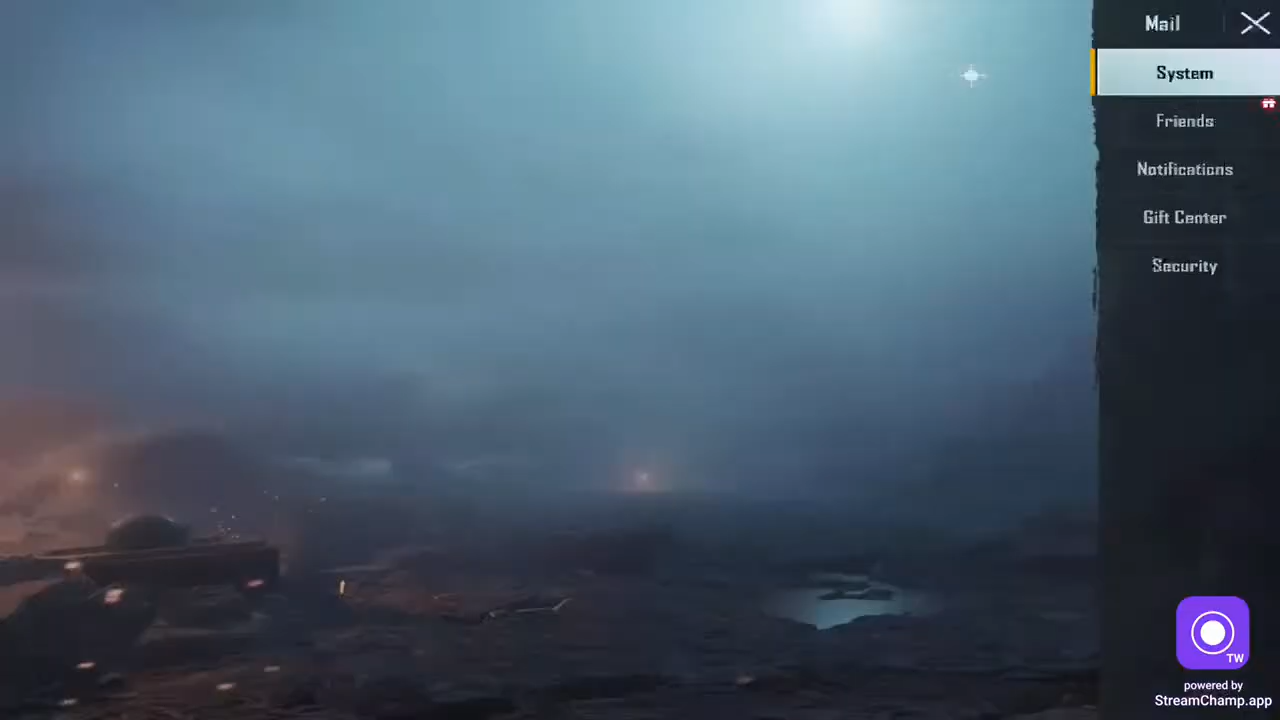 Mail
System
Friends
Notifications
Gift Center
Security
TW
powered by
StreamChamp.app